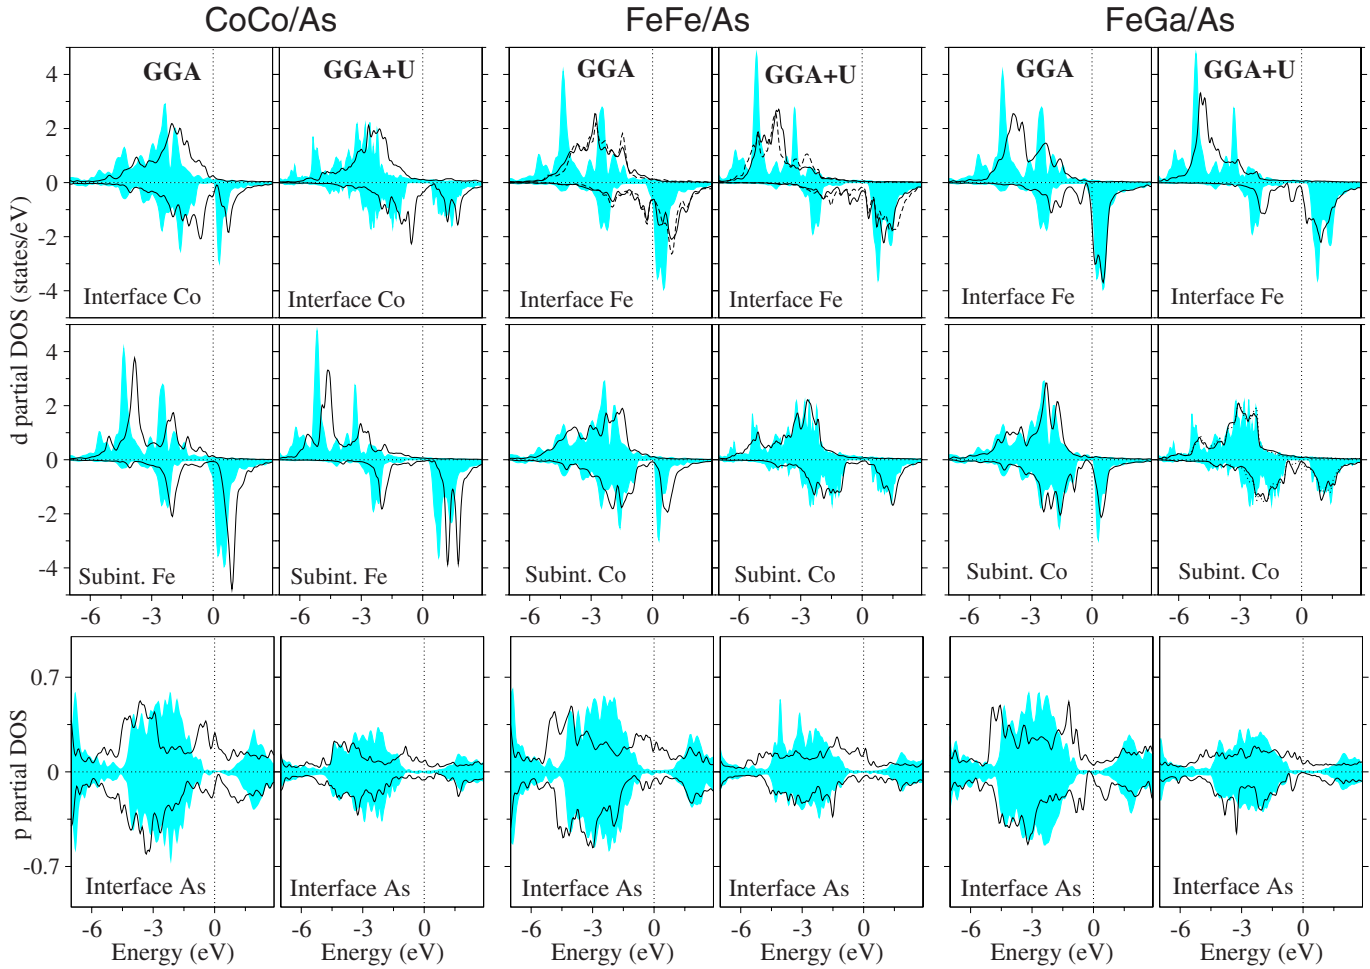 CoCo/As FeFe/As FeGa/As
GGA GGA+U GGA GGA+U GGA GGA+U
4
2
0
-2
-4
d partial DOS (states/eV)
Interface Co Interface Co Interface Fe Interface Fe Interface Fe Interface Fe
4
2
0
-2
-4
Subint. Fe Subint. Fe Subint. Co Subint. Co Subint. Co Subint. Co
-6 -3 0 -6 -3 0 -6 -3 0 -6 -3 0 -6 -3 0 -6 -3 0
0.7
0
-0.7
p partial DOS
Interface As Interface As Interface As Interface As Interface As Interface As
-6 -3 0 -6 -3 0 -6 -3 0 -6 -3 0 -6 -3 0 -6 -3 0
Energy (eV) Energy (eV) Energy (eV) Energy (eV) Energy (eV) Energy (eV)